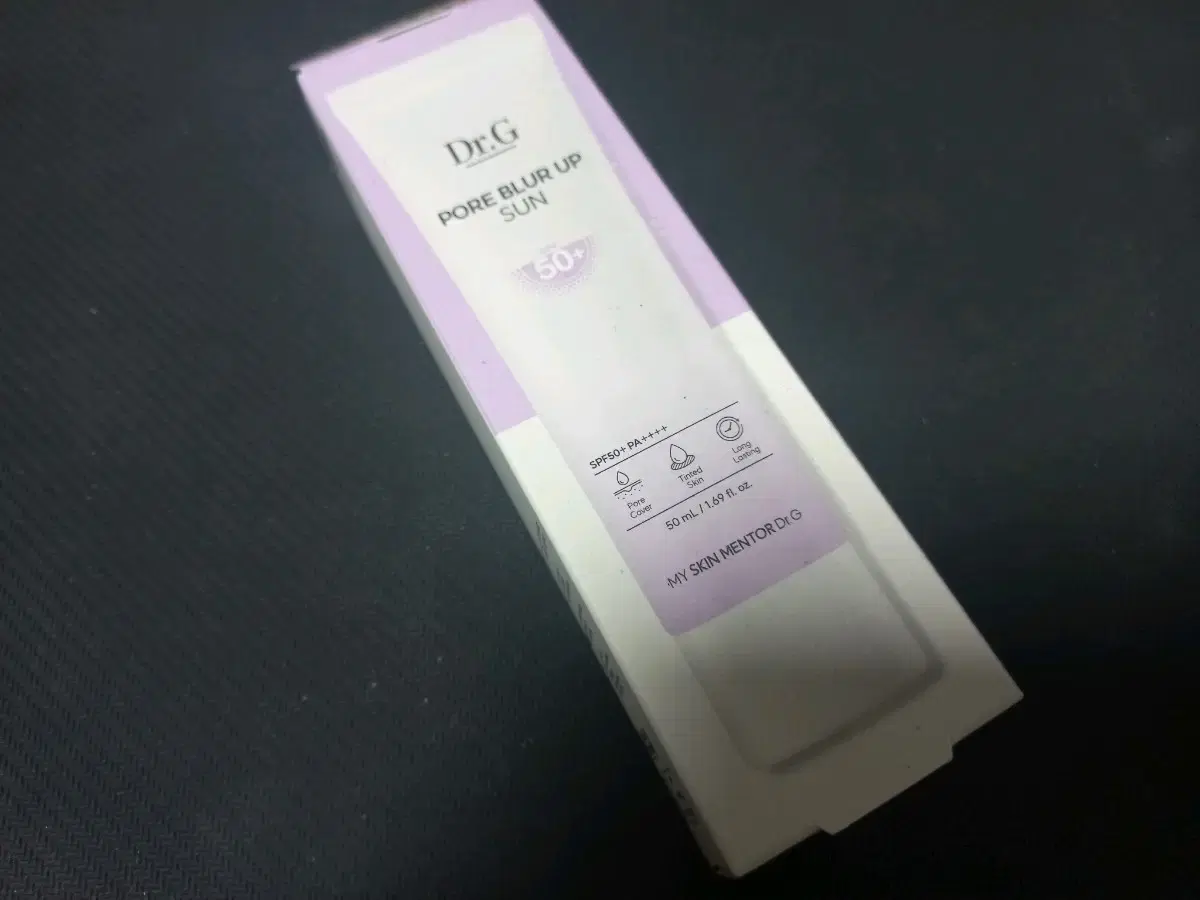 Dr.G
PORE BLUR UP
SUN
50+
SPF50+ PA++++
Pore
Cover
Tinted
Skin
Long
Lasting
50 mL / 1.69 fl. oz.
·MY SKIN MENTOR Dr.G